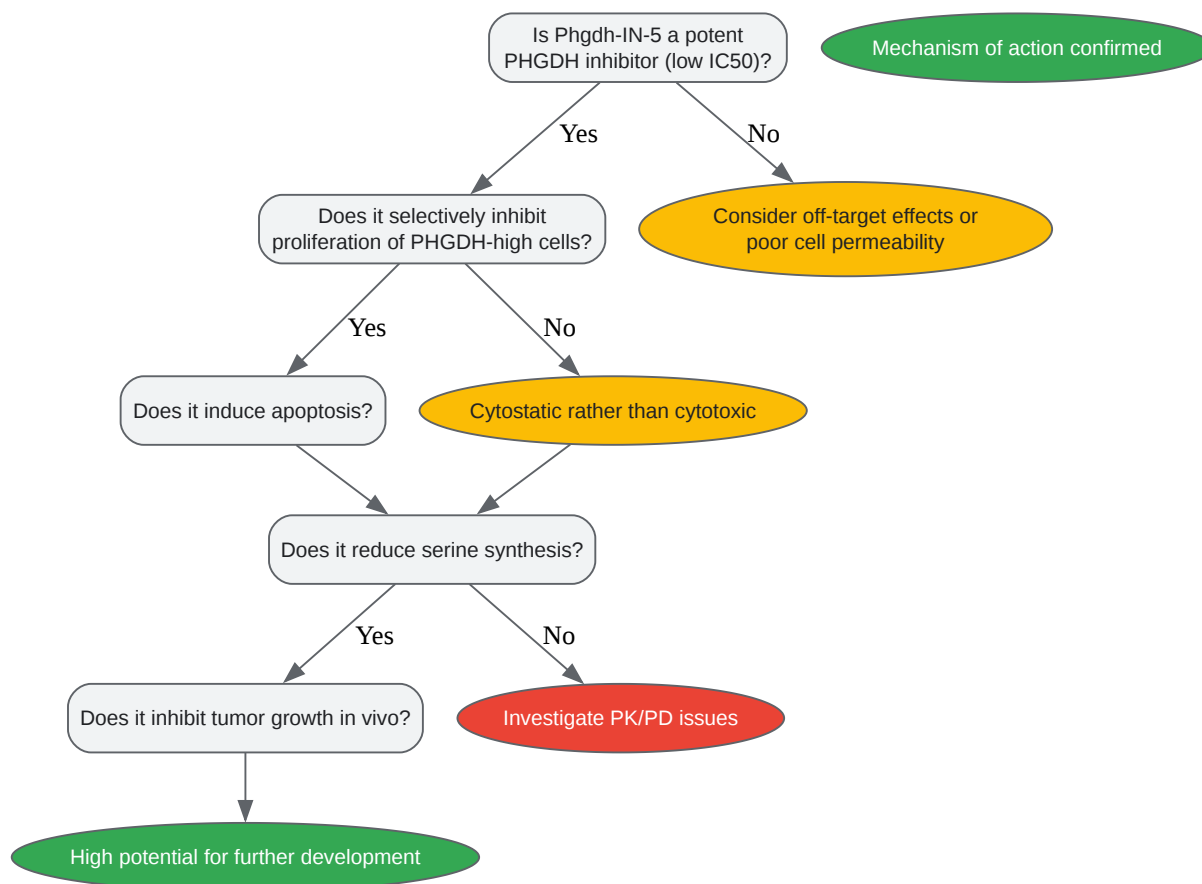 Is Phgdh-IN-5 a potent
PHGDH inhibitor (low IC50)?
Mechanism of action confirmed
Yes
No
Does it selectively inhibit
proliferation of PHGDH-high cells?
Consider off-target effects or
poor cell permeability
Yes
No
Does it induce apoptosis?
Cytostatic rather than cytotoxic
Does it reduce serine synthesis?
Yes
No
Does it inhibit tumor growth in vivo?
Investigate PK/PD issues
High potential for further development